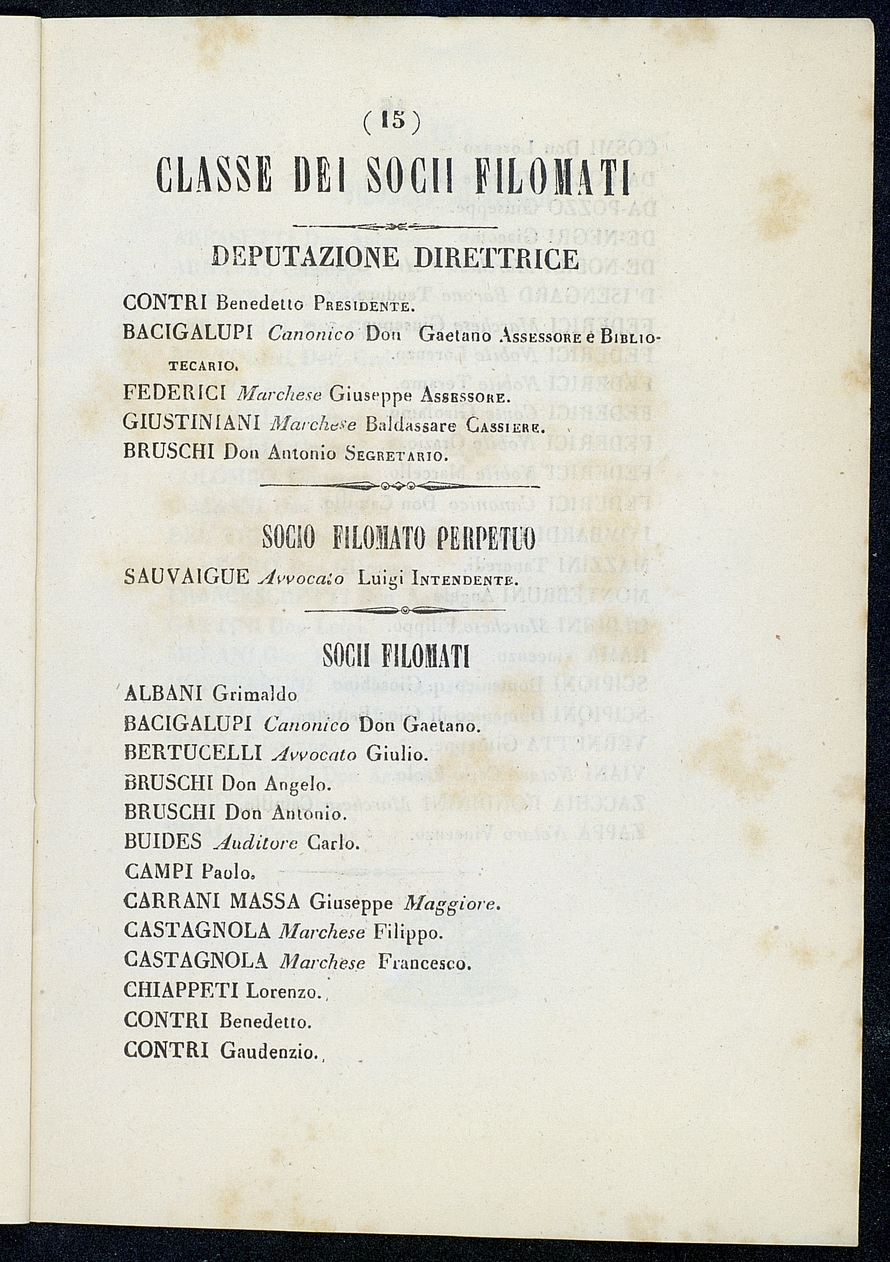 (15)
CLASSE DEI SOCII FILOMATI
DEPUTAZIONE DIRETTRICE
CONTRI Benedetto PRESIDENTE.
BACIGALUPI Canonico Don Gaetano ASSESSORE e BIBLIO-
TECARIO.
FEDERICI Marchese Giuseppe ASSESSORE.
GIUSTINIANI Marchese Baldassare CASSIERE.
BRUSCHI Don Antonio SEGRETARIO.
SOCIO FILOMATO PERPETUO
SAUVAIGUE Avvocato Luigi INTENDENTE.
SOCII FILOMATI
ALBANI Grimaldo
BACIGALUPI Canonico Don Gaetano.
BERTUCELLI Avvocato Giulio.
BRUSCHI Don Angelo.
BRUSCHI Don Antonio.
BUIDES Auditore Carlo.
CAMPI Paolo.
CARRANI MASSA Giuseppe Maggiore.
CASTAGNOLA Marchese Filippo.
CASTAGNOLA Marchese Francesco.
CHIAPPETI Lorenzo.
CONTRI Benedetto.
CONTRI Gaudenzio.